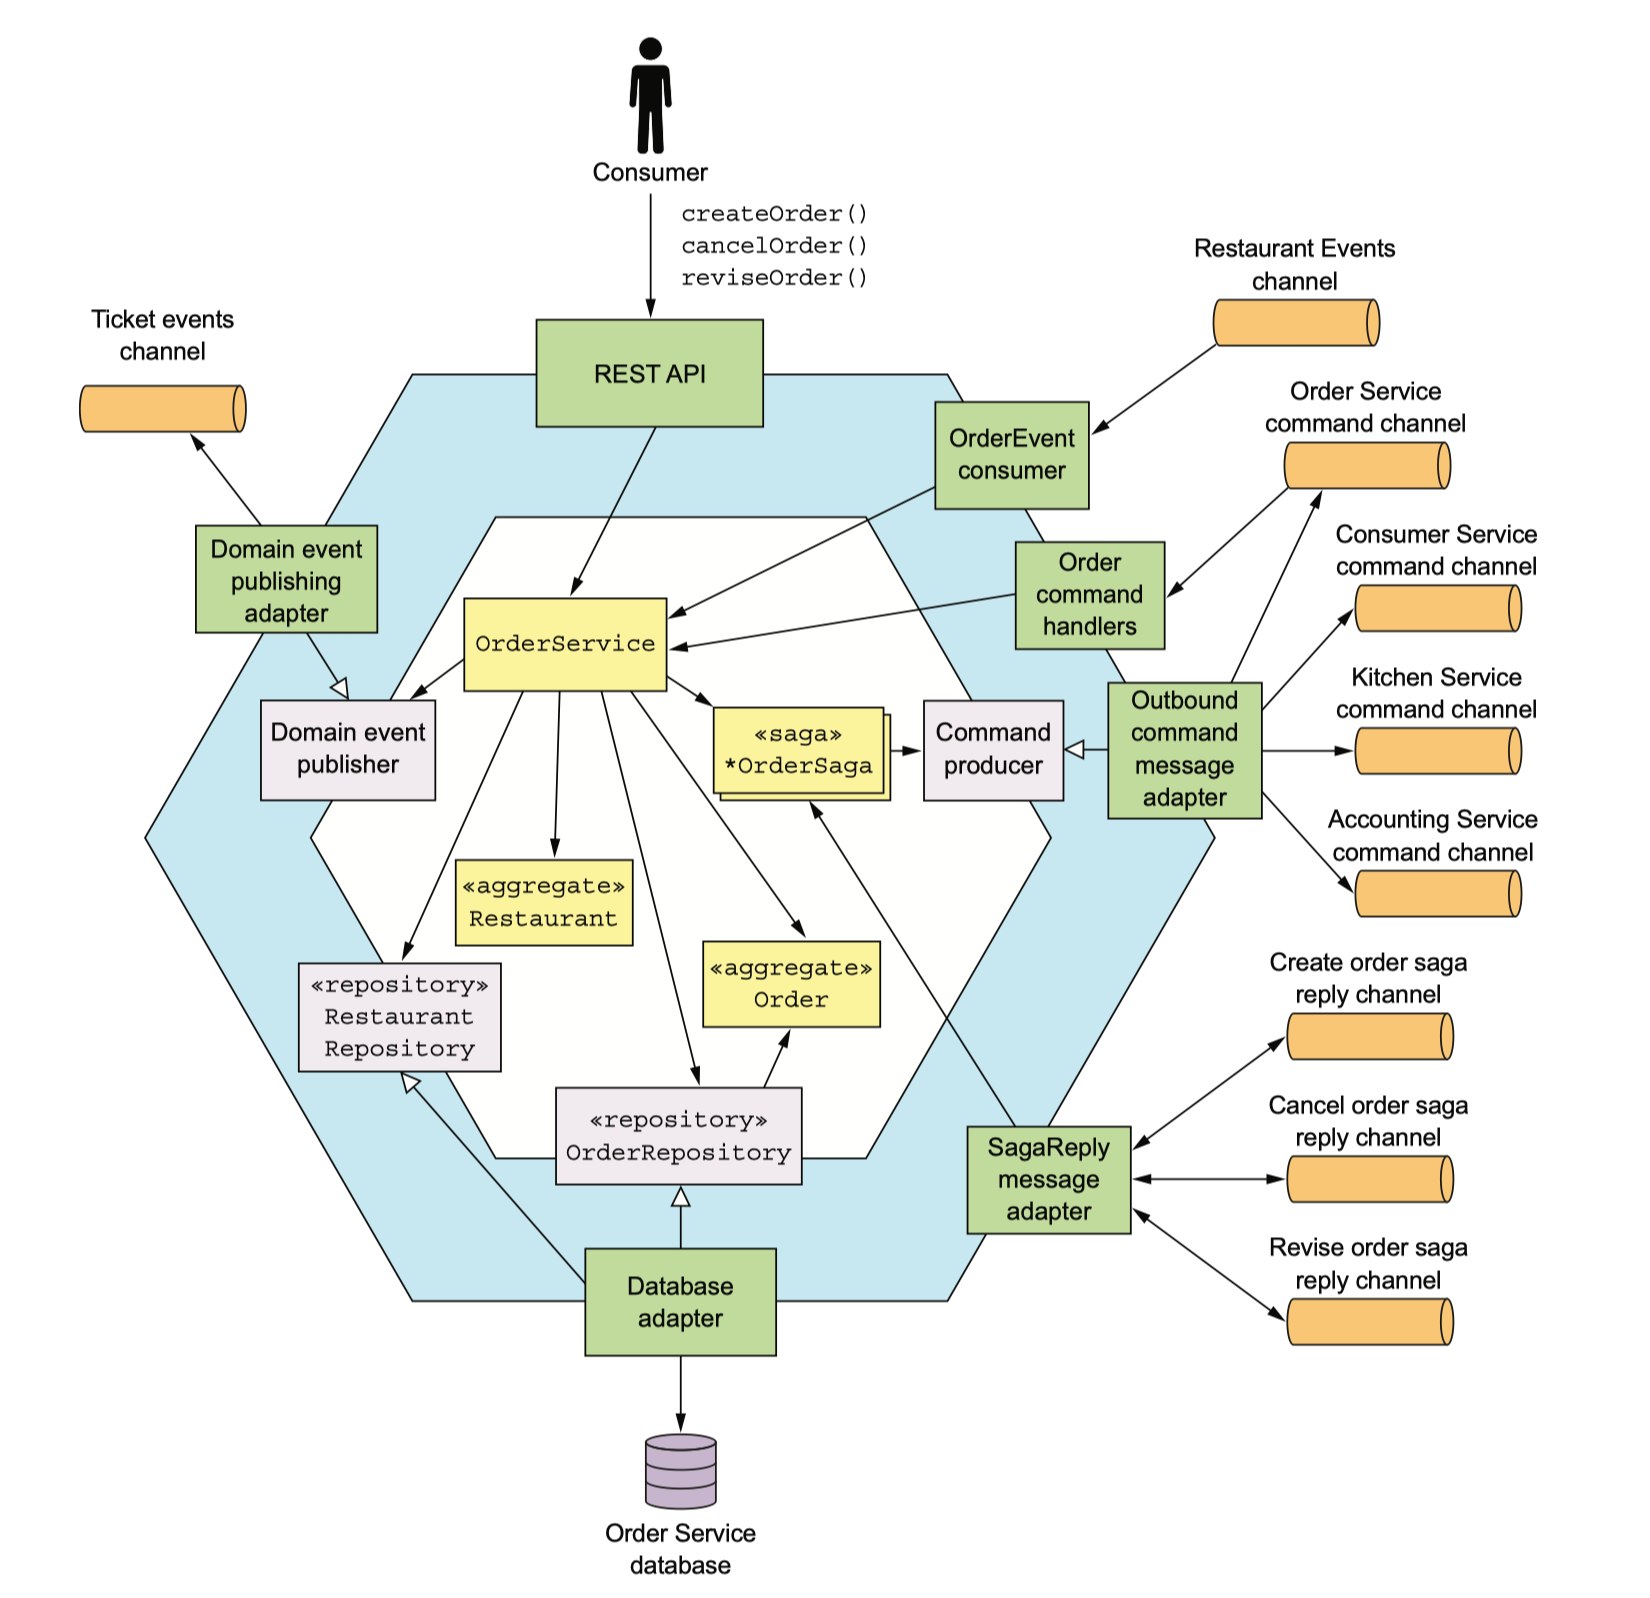 Consumer
createOrder()
cancelOrder()
reviseOrder()
Restaurant Events
channel
Ticket events
channel
REST API
Order Service
command channel
OrderEvent
consumer
Domain event
publishing
adapter
Order
command
handlers
Consumer Service
command channel
OrderService
Kitchen Service
command channel
Domain event
publisher
«saga»
*OrderSaga
Command
producer
Outbound
command
message
adapter
Accounting Service
command channel
«aggregate»
Restaurant
«aggregate»
Order
«repository»
Restaurant
Repository
Create order saga
reply channel
«repository»
OrderRepository
SagaReply
message
adapter
Cancel order saga
reply channel
Revise order saga
reply channel
Database
adapter
Order Service
database